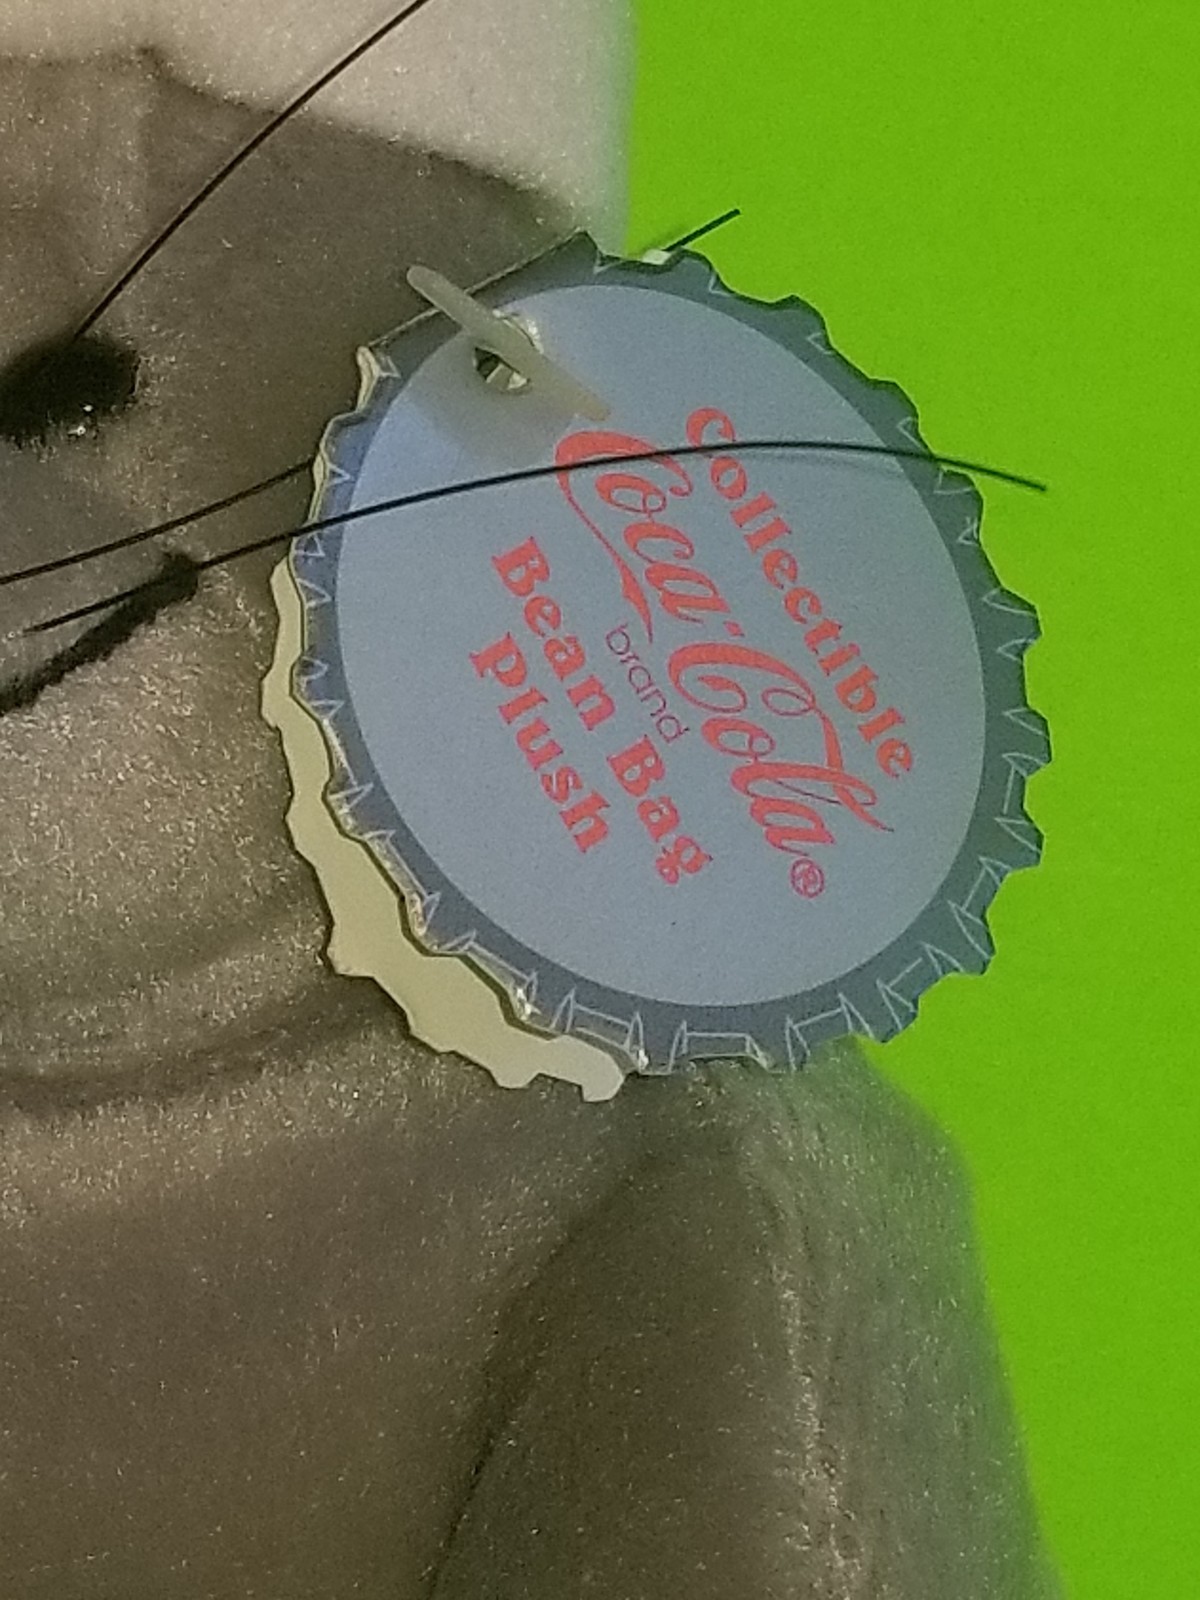 Collectible
Coca-Cola®
brand
Bean Bag
Plush